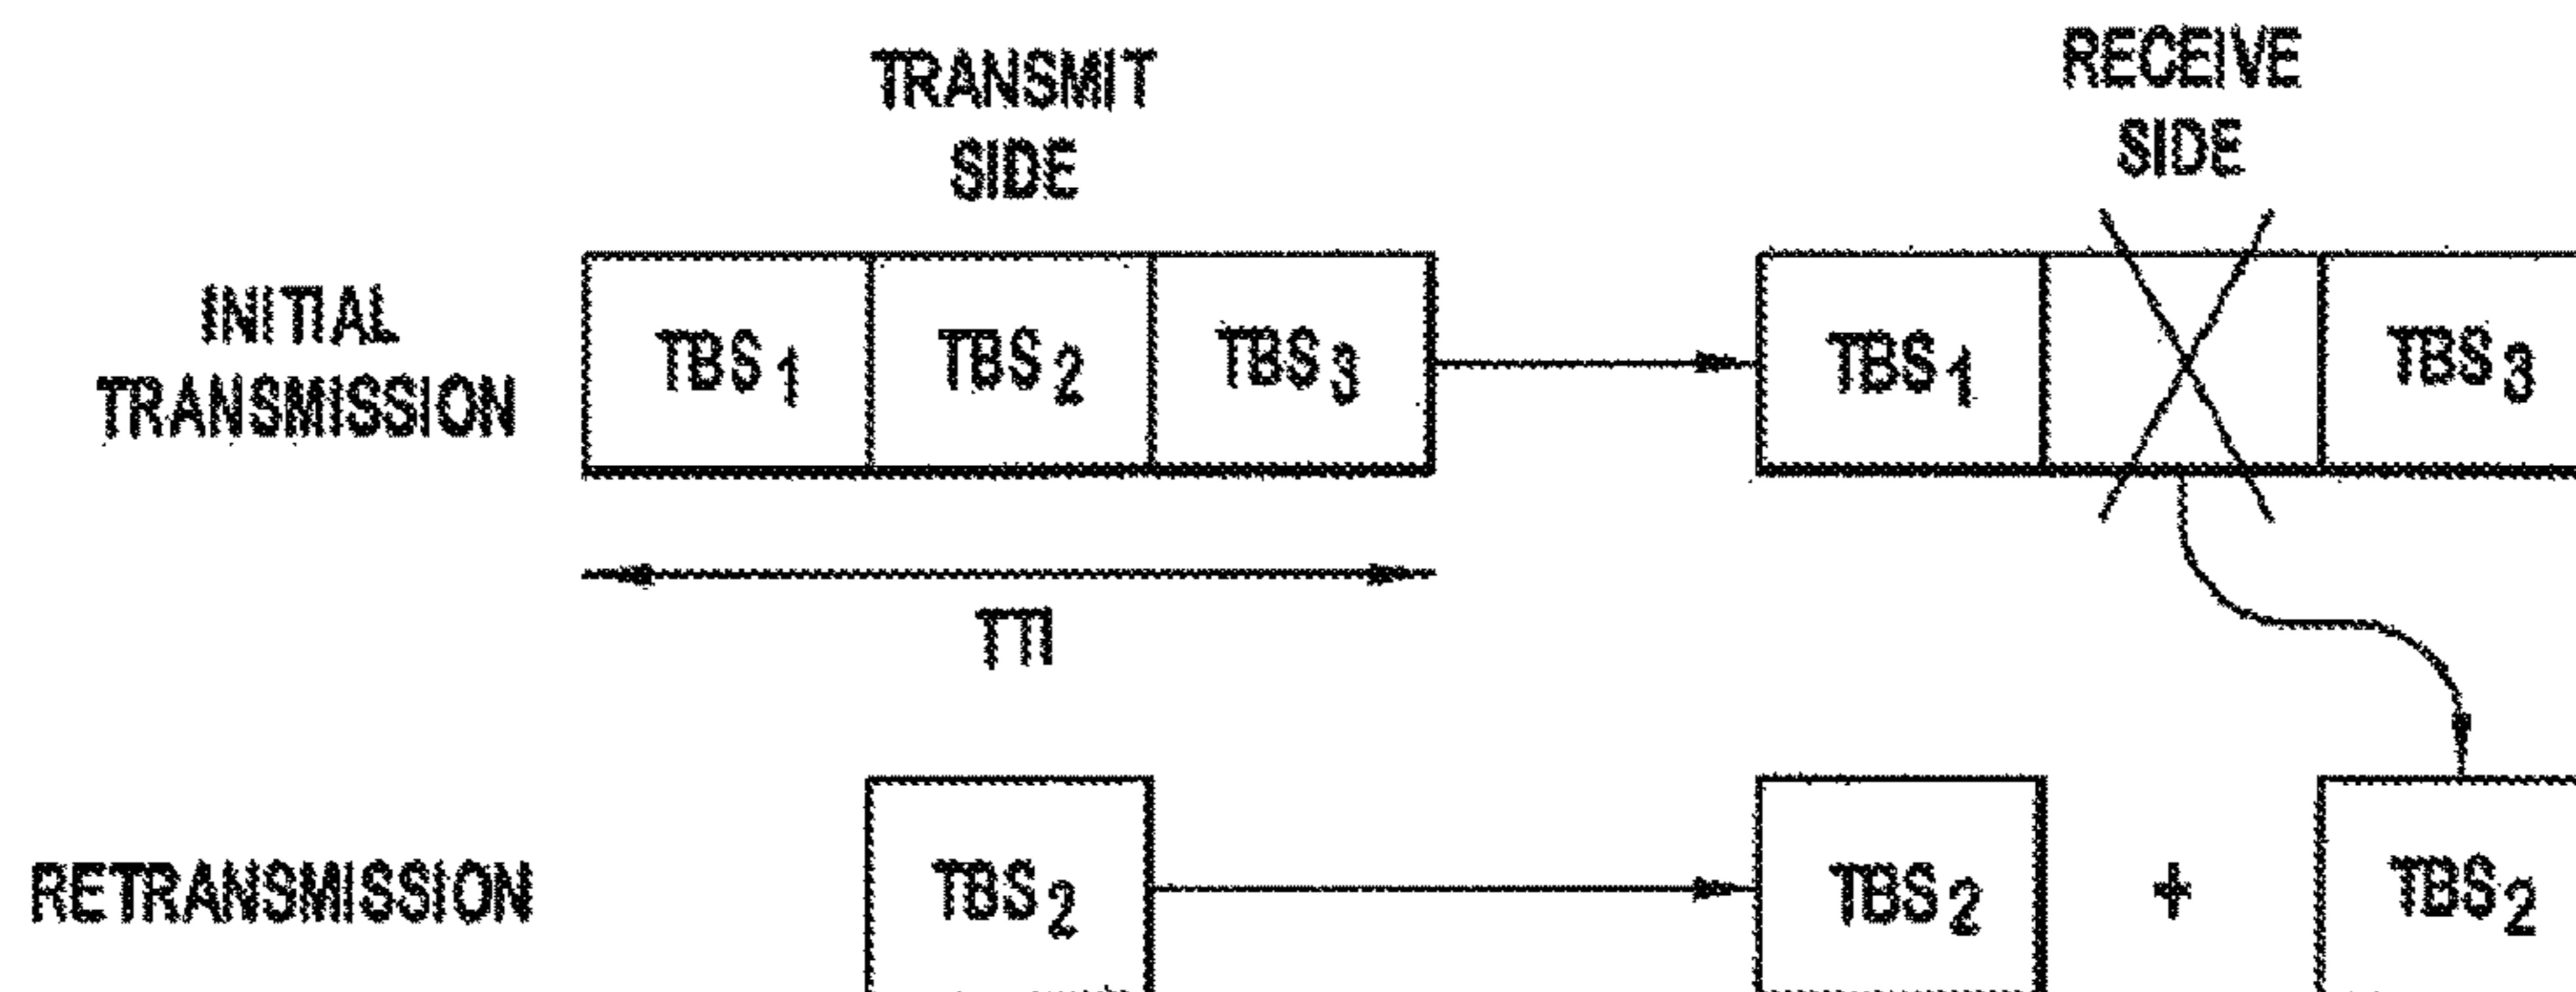 TRANSMIT
SIDE
RECEIVE
SIDE
INITIAL
TRANSMISSION
TBS1 TBS2 TBS3 TBS1 TBS3
TTI
RETRANSMISSION TBS2 TBS2 + TBS2